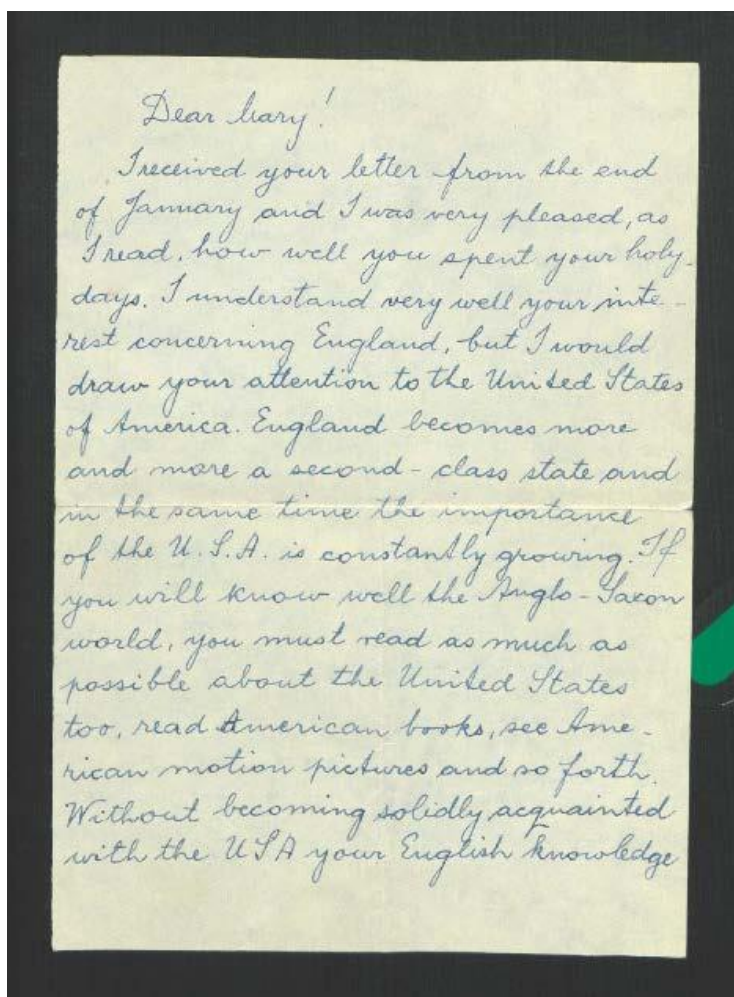 Dear Mary!
I received your letter from the end
of January and I was very pleased, as
I read, how well you spent your holy-
days. I understand very well your inte-
rest concerning England, but I would
draw your attention to the United States
of America. England becomes more
and more a second-class state and
in the same time the importance
of the U.S.A. is constantly growing. If
you will know well the Anglo-Saxon
world, you must read as much as
possible about the United States
too, read American books, see Ame-
rican motion pictures and so forth.
Without becoming solidly acquainted
with the USA your English knowledge